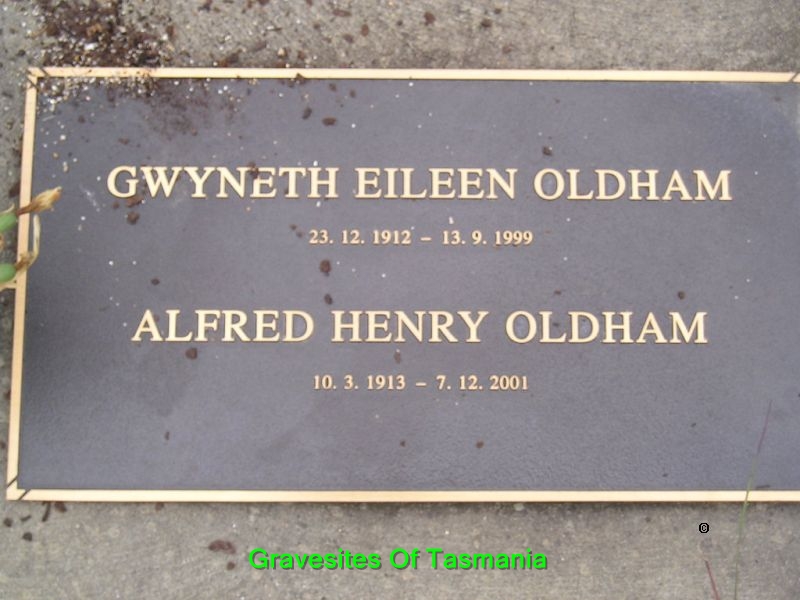 GWYNETH EILEEN OLDHAM
23. 12. 1912 – 13. 9. 1999
ALFRED HENRY OLDHAM
10. 3. 1913 – 7. 12. 2001
©
Gravesites Of Tasmania